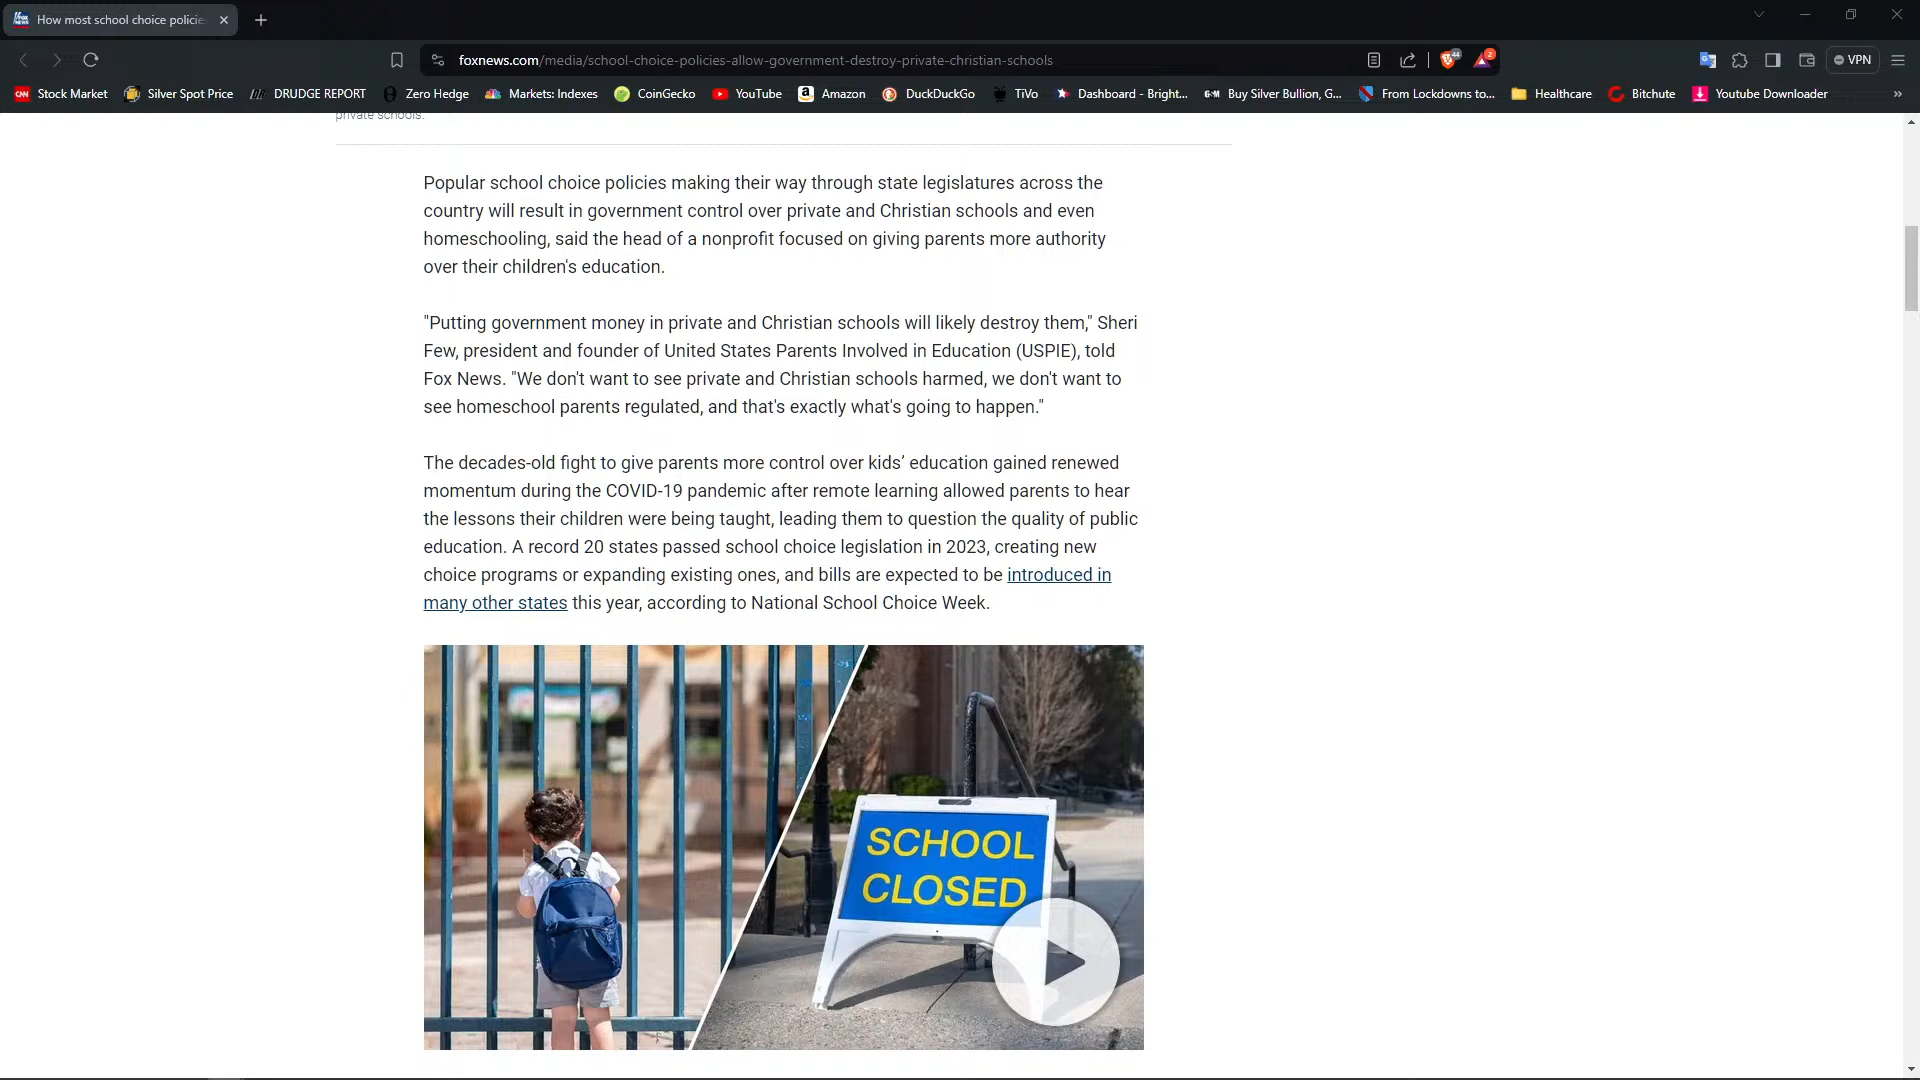 How most school choice policie
foxnews.com/media/school-choice-policies-allow-government-destroy-private-christian-schools
44
2
VPN
CNN Stock Market
Silver Spot Price
DRUDGE REPORT
Zero Hedge
Markets: Indexes
CoinGecko
YouTube
Amazon
DuckDuckGo
TiVo
Dashboard - Bright...
Buy Silver Bullion, G...
From Lockdowns to...
Healthcare
Bitchute
Youtube Downloader
private schools.
Popular school choice policies making their way through state legislatures across the
country will result in government control over private and Christian schools and even
homeschooling, said the head of a nonprofit focused on giving parents more authority
over their children's education.
"Putting government money in private and Christian schools will likely destroy them," Sheri
Few, president and founder of United States Parents Involved in Education (USPIE), told
Fox News. "We don't want to see private and Christian schools harmed, we don't want to
see homeschool parents regulated, and that's exactly what's going to happen."
The decades-old fight to give parents more control over kids’ education gained renewed
momentum during the COVID-19 pandemic after remote learning allowed parents to hear
the lessons their children were being taught, leading them to question the quality of public
education. A record 20 states passed school choice legislation in 2023, creating new
choice programs or expanding existing ones, and bills are expected to be introduced in
many other states this year, according to National School Choice Week.
SCHOOL
CLOSED